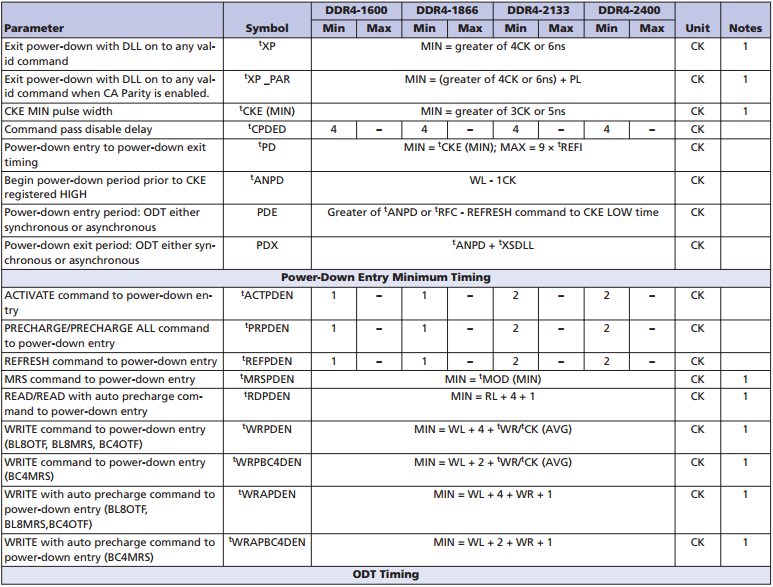 DDR4-1600 DDR4-1866 DDR4-2133 DDR4-2400
Parameter Symbol Min Max Min Max Min Max Min Max Unit Notes
Exit power-down with DLL on to any val- tXP MIN = greater of 4CK or 6ns CK 1
id command
Exit power-down with DLL on to any val- tXP _PAR MIN = (greater of 4CK or 6ns) + PL CK 1
id command when CA Parity is enabled.
CKE MIN pulse width tCKE (MIN) MIN = greater of 3CK or 5ns CK 1
Command pass disable delay tCPDED 4 – 4 – 4 – 4 – CK
Power-down entry to power-down exit tPD MIN = tCKE (MIN); MAX = 9 × tREFI CK
timing
Begin power-down period prior to CKE tANPD WL - 1CK CK
registered HIGH
Power-down entry period: ODT either PDE Greater of tANPD or tRFC - REFRESH command to CKE LOW time CK
synchronous or asynchronous
Power-down exit period: ODT either syn- PDX tANPD + tXSDLL CK
chronous or asynchronous
Power-Down Entry Minimum Timing
ACTIVATE command to power-down en- tACTPDEN 1 – 1 – 2 – 2 – CK
try
PRECHARGE/PRECHARGE ALL command tPRPDEN 1 – 1 – 2 – 2 – CK
to power-down entry
REFRESH command to power-down entry tREFPDEN 1 – 1 – 2 – 2 – CK
MRS command to power-down entry tMRSPDEN MIN = tMOD (MIN) CK 1
READ/READ with auto precharge com- tRDPDEN MIN = RL + 4 + 1 CK 1
mand to power-down entry
WRITE command to power-down entry tWRPDEN MIN = WL + 4 + tWR/tCK (AVG) CK 1
(BL8OTF, BL8MRS, BC4OTF)
WRITE command to power-down entry tWRPBC4DEN MIN = WL + 2 + tWR/tCK (AVG) CK 1
(BC4MRS)
WRITE with auto precharge command to tWRAPDEN MIN = WL + 4 + WR + 1 CK 1
power-down entry (BL8OTF,
BL8MRS,BC4OTF)
WRITE with auto precharge command to tWRAPBC4DEN MIN = WL + 2 + WR + 1 CK 1
power-down entry (BC4MRS)
ODT Timing